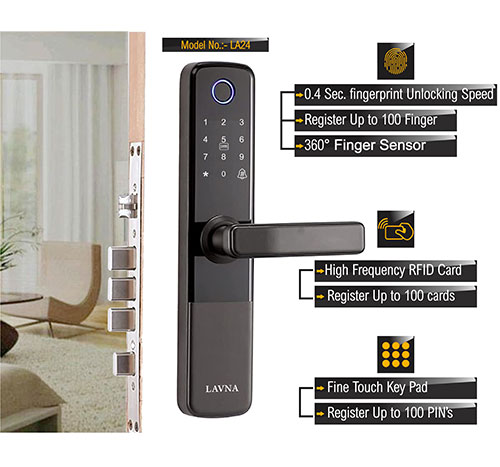 Model No.:- LA24
0.4 Sec. fingerprint Unlocking Speed
Register Up to 100 Finger
360° Finger Sensor
1 2 3
4 5 6
7 8 9
* 0
High Frequency RFID Card
Register Up to 100 cards
Fine Touch Key Pad
Register Up to 100 PIN's
LAVNA